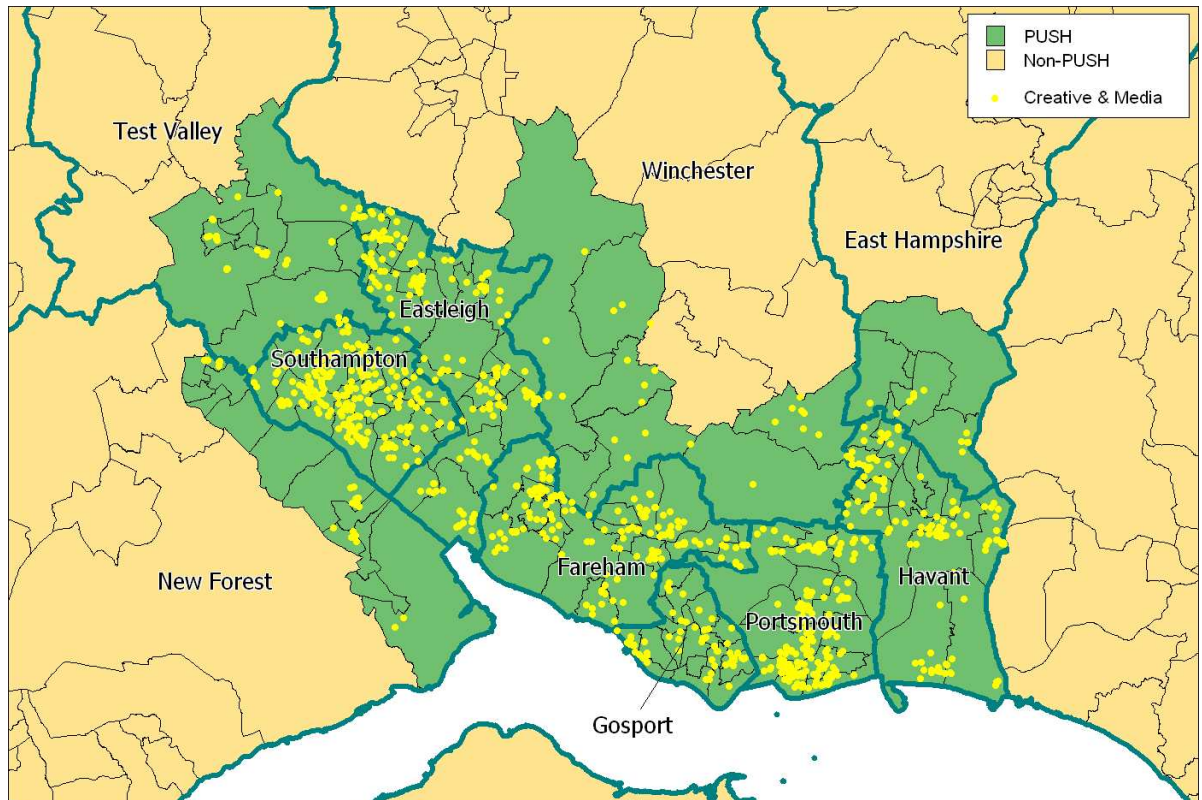 PUSH
Non-PUSH
Creative & Media
Test Valley
Winchester
East Hampshire
Eastleigh
Southampton
New Forest
Fareham
Havant
Portsmouth
Gosport